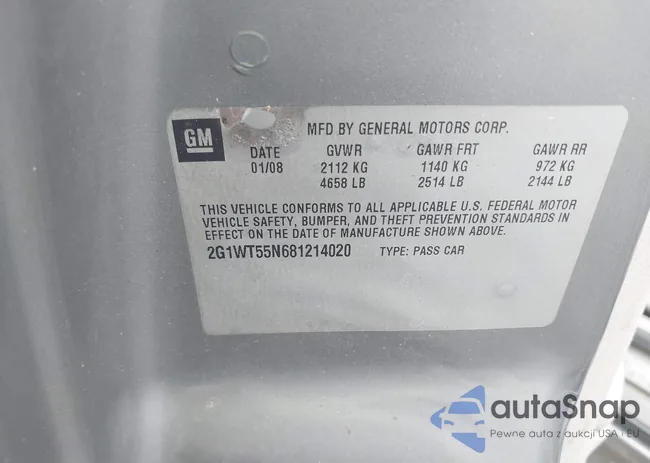 GM
MFD BY GENERAL MOTORS CORP.
DATE GVWR GAWR FRT GAWR RR
01/08 2112 KG 1140 KG 972 KG
4658 LB 2514 LB 2144 LB
THIS VEHICLE CONFORMS TO ALL APPLICABLE U.S. FEDERAL MOTOR
VEHICLE SAFETY, BUMPER, AND THEFT PREVENTION STANDARDS IN
EFFECT ON THE DATE OF MANUFACTURE SHOWN ABOVE.
2G1WT55N681214020 TYPE: PASS CAR
autaSnap
Pewne auta z aukcji USA i EU